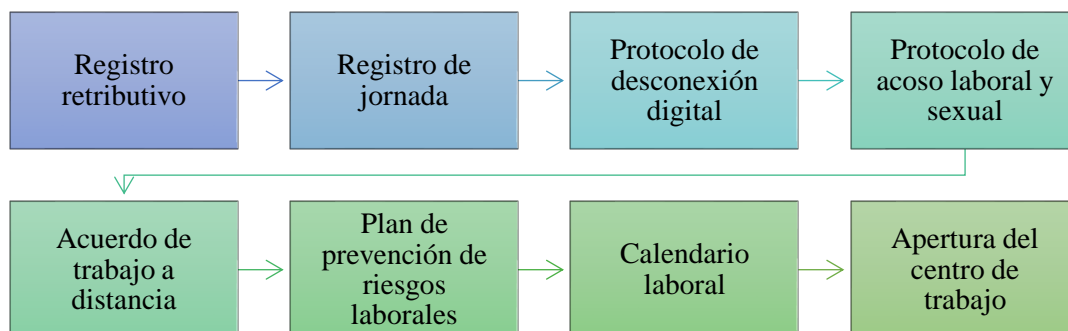 Registro
retributivo
Registro de
jornada
Protocolo de
desconexión
digital
Protocolo de
acoso laboral y
sexual
Acuerdo de
trabajo a
distancia
Plan de
prevención de
riesgos
laborales
Calendario
laboral
Apertura del
centro de
trabajo